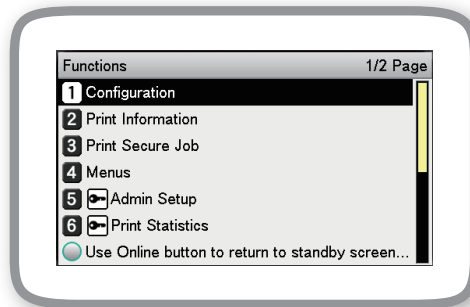 Functions 1/2 Page
1 Configuration
2 Print Information
3 Print Secure Job
4 Menus
5 Admin Setup
6 Print Statistics
Use Online button to return to standby screen...